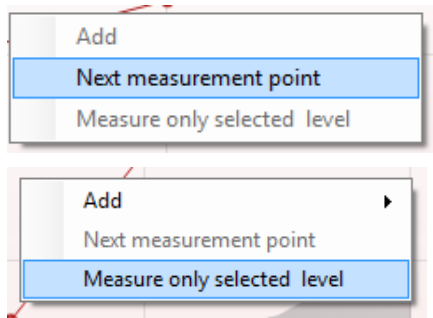 Add
Next measurement point
Measure only selected  level
Add
Next measurement point
Measure only selected  level